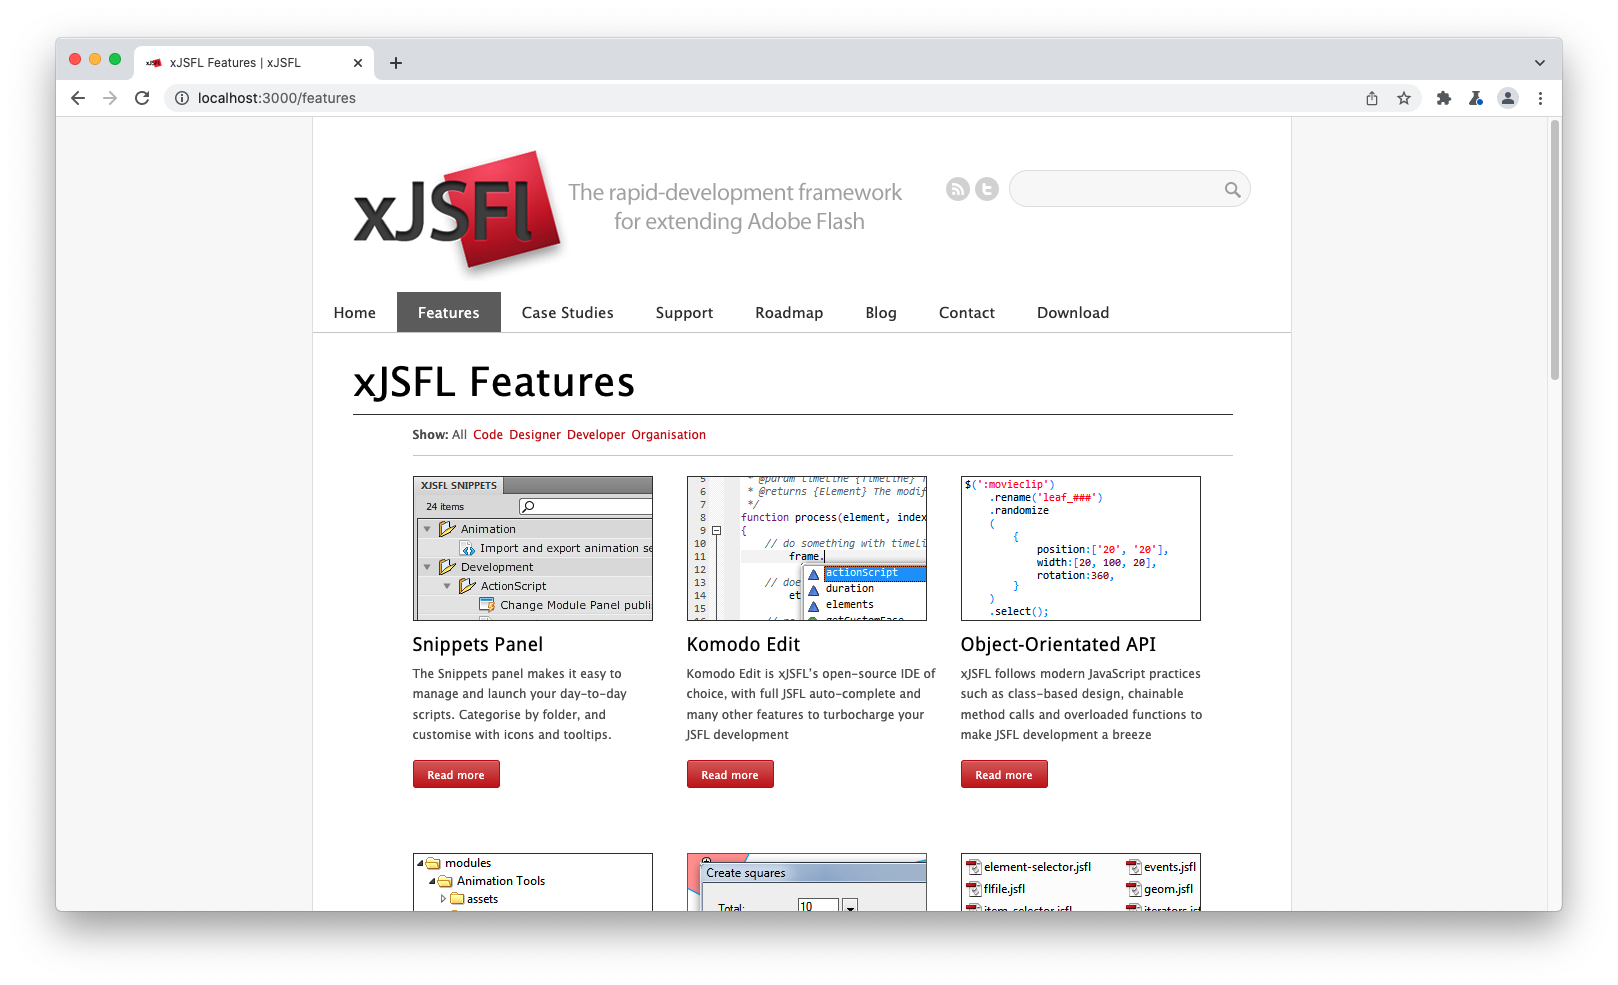 xJSFL Features | xJSFL
localhost:3000/features
xJSFL
The rapid-development framework
for extending Adobe Flash
Home Features Case Studies Support Roadmap Blog Contact Download
xJSFL Features
Show: All Code Designer Developer Organisation
XJSFL SNIPPETS
24 items
Animation
Import and export animation se
Development
ActionScript
Change Module Panel publi
5 * @param timeline {Timeline}
6 * @returns {Element} The modif
7 */
8 function process(element, index
9 {
10 // do something with timeli
11 frame.
12 actionScript
13 // doe duration
14 et elements
15 getCustomEase
$(':movieclip')
.rename('leaf_###')
.randomize
(
{
position:['20', '20'],
width:[20, 100, 20],
rotation:360,
}
)
.select();
Snippets Panel
The Snippets panel makes it easy to
manage and launch your day-to-day
scripts. Categorise by folder, and
customise with icons and tooltips.
Read more
Komodo Edit
Komodo Edit is xJSFL's open-source IDE of
choice, with full JSFL auto-complete and
many other features to turbocharge your
JSFL development
Read more
Object-Orientated API
xJSFL follows modern JavaScript practices
such as class-based design, chainable
method calls and overloaded functions to
make JSFL development a breeze
Read more
modules
Animation Tools
assets
Create squares
Total: 10
element-selector.jsfl events.jsfl
flfile.jsfl geom.jsfl
item-selector.jsfl iterators.jsf